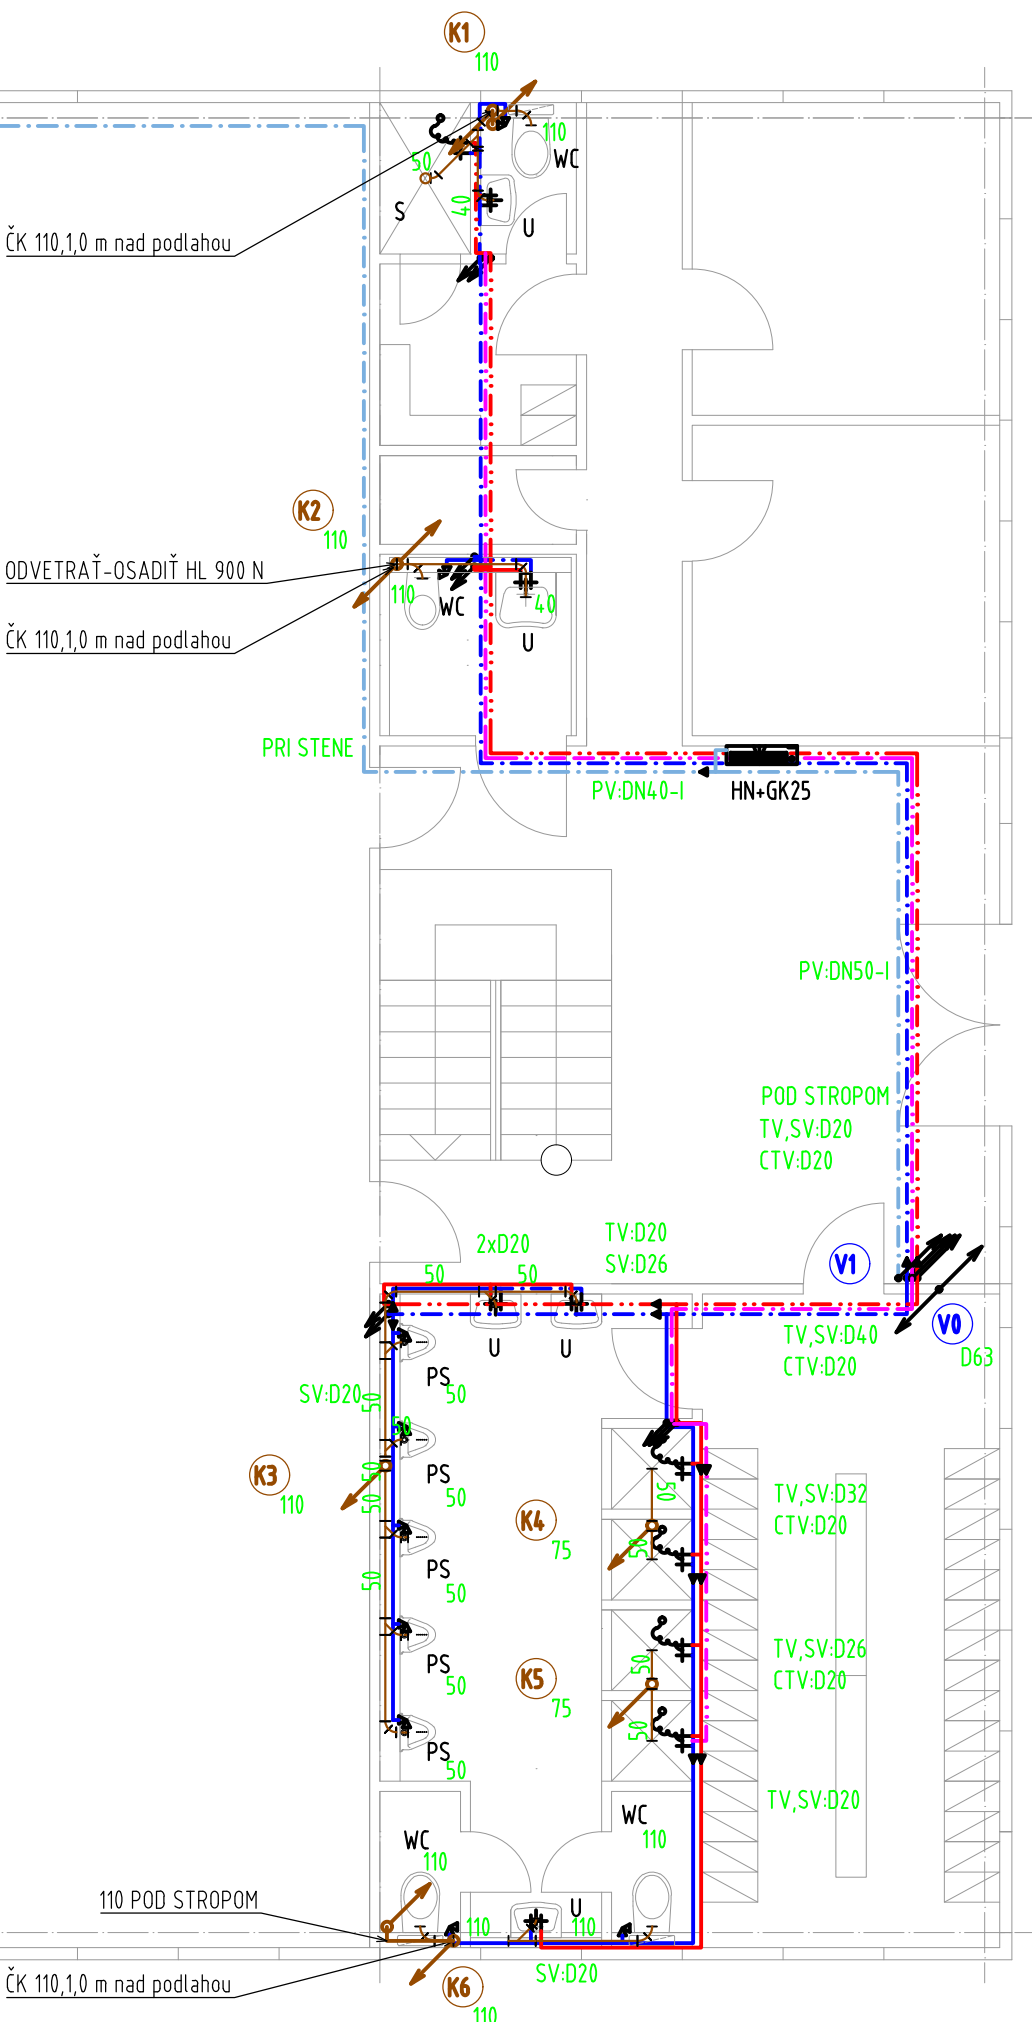 K1
110
110
WC
50
S
40
U
ČK 110,1,0 m nad podlahou
K2
110
ODVETRAŤ-OSADIŤ HL 900 N
110
WC
40
ČK 110,1,0 m nad podlahou
U
PRI STENE
PV:DN40-I
HN+GK25
PV:DN50-I
POD STROPOM
TV,SV:D20
CTV:D20
2xD20
TV:D20
SV:D26
50
50
V1
V0
D63
TV,SV:D40
CTV:D20
U
U
PS
50
SV:D20
50
50
K3
110
50
50
PS
50
50
K4
75
50
TV,SV:D32
CTV:D20
PS
50
50
PS
50
K5
75
50
50
TV,SV:D26
CTV:D20
PS
50
TV,SV:D20
WC
110
WC
110
110 POD STROPOM
U
110
110
SV:D20
ČK 110,1,0 m nad podlahou
K6
110